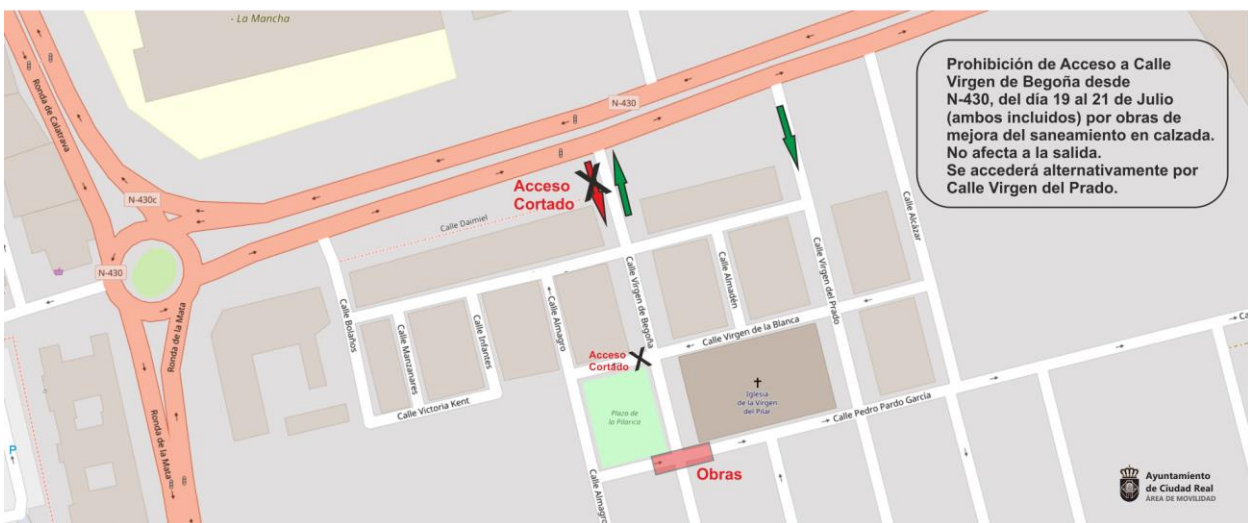 - La Mancha
Prohibición de Acceso a Calle
Virgen de Begoña desde
N-430, del día 19 al 21 de Julio
(ambos incluidos) por obras de
mejora del saneamiento en calzada.
No afecta a la salida.
Se accederá alternativamente por
Calle Virgen del Prado.
Ronda de Calatrava
N-430
N-430c
N-430
Acceso
Cortado
Calle Daimiel
Calle Alcázar
Calle Bolaños
Calle Manzanares
Calle Infantes
Calle Almagro
Calle Virgen de Begoña
Calle Almadén
Calle Virgen del Prado
Calle Virgen de la Blanca
Ronda de la Mata
Ronda de la Mata
Acceso
Cortado
Calle Victoria Kent
Plaza de
la Pilarica
Iglesia
de la Virgen
del Pilar
Calle Pedro Pardo García
Ca
P
Calle Almagro
Obras
Ayuntamiento
de Ciudad Real
ÁREA DE MOVILIDAD